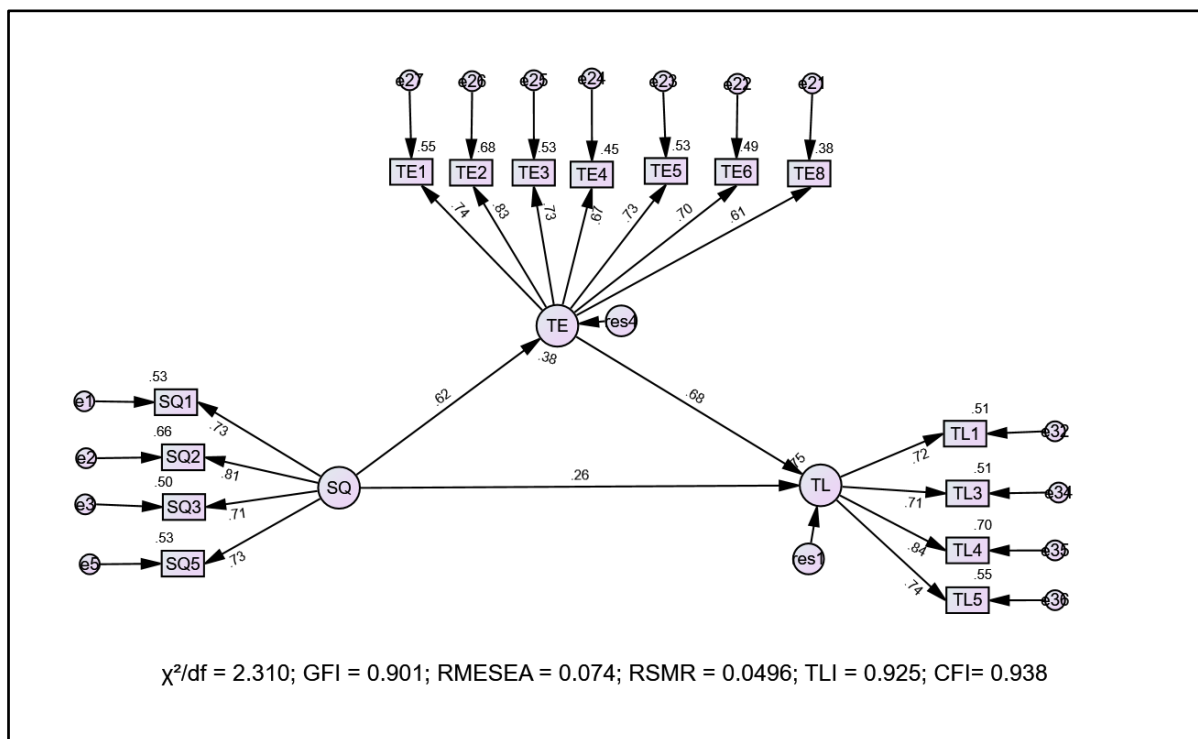 e27 e26 e25 e24 e23 e22 e21
.55 .68 .53 .45 .53 .49 .38
TE1 TE2 TE3 TE4 TE5 TE6 TE8
.74 .83 .73 .67 .73 .70 .61
TE res4
.38
.62 .68
.53
e1 SQ1
.73
.66
e2 SQ2
.81
.50
e3 SQ3
.71
.53
e5 SQ5
.73
SQ
.26
.75
TL
res1
.51
TL1 e32
.72
.51
TL3 e34
.71
.70
TL4 e35
.84
.55
TL5 e36
.74
χ²/df = 2.310; GFI = 0.901; RMESEA = 0.074; RSMR = 0.0496; TLI = 0.925; CFI= 0.938